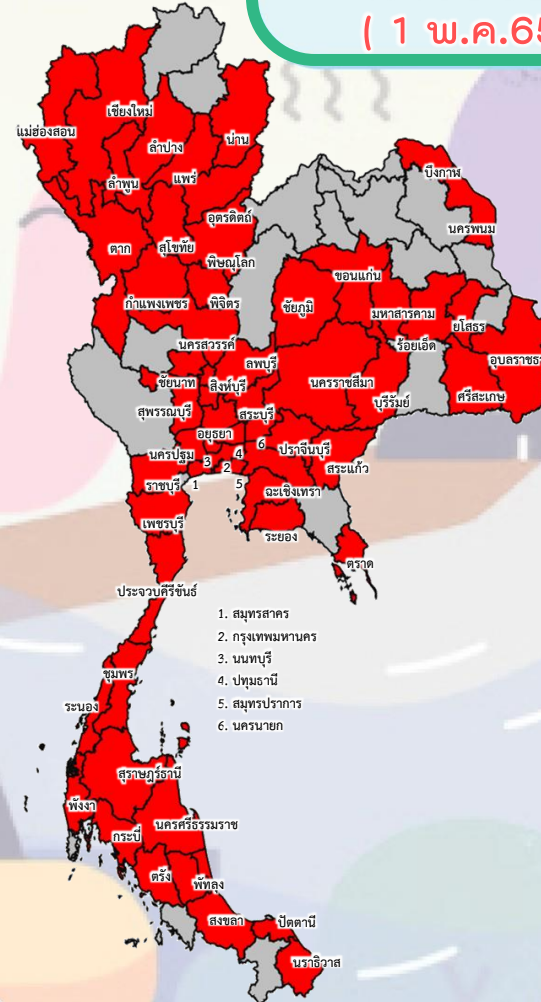 ( 1 พ.ค.65
เชียงใหม่
แม่ฮ่องสอน
ลำปาง
น่าน
แพร่
ลำพูน
บึงกาฬ
อุตรดิตถ์
นครพนม
ตาก
สุโขทัย
พิษณุโลก
ขอนแก่น
กำแพงเพชร
พิจิตร
ชัยภูมิ
มหาสารคาม
ยโสธร
นครสวรรค์
ร้อยเอ็ด
ลพบุรี
อุบลราชธ
ชัยนาท
สิงห์บุรี
นครราชสีมา
ศรีสะเกษ
บุรีรัมย์
สุพรรณบุรี
สระบุรี
อยุธยา
6
ปราจีนบุรี
นครปฐม
4
3
2
สระแก้ว
ราชบุรี
1
5
ฉะเชิงเทรา
เพชรบุรี
ระยอง
ตราด
ประจวบคีรีขันธ์
1. สมุทรสาคร
2. กรุงเทพมหานคร
3. นนทบุรี
4. ปทุมธานี
5. สมุทรปราการ
6. นครนายก
ชุมพร
ระนอง
สุราษฎร์ธานี
พังงา
นครศรีธรรมราช
กระบี่
ตรัง
พัทลุง
สงขลา
ปัตตานี
นราธิวาส